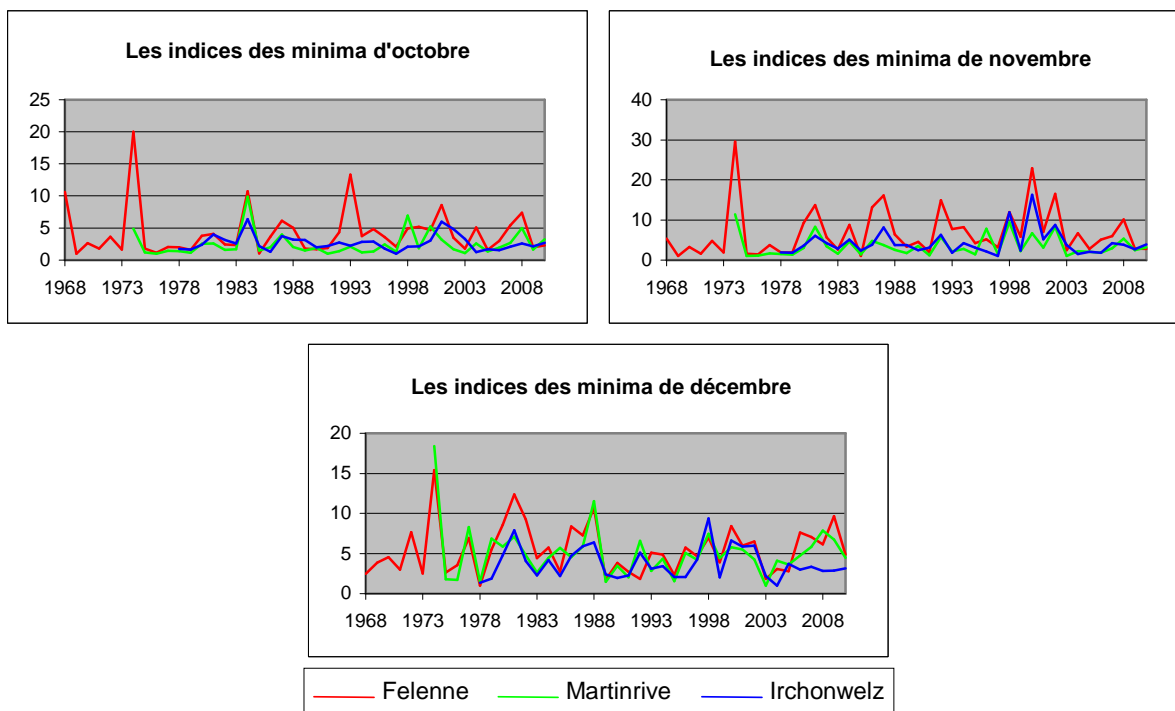 Les indices des minima d'octobre
25
20
15
10
5
0
1968 1973 1978 1983 1988 1993 1998 2003 2008
Les indices des minima de novembre
40
30
20
10
0
1968 1973 1978 1983 1988 1993 1998 2003 2008
Les indices des minima de décembre
20
15
10
5
0
1968 1973 1978 1983 1988 1993 1998 2003 2008
Felenne Martinrive Irchonwelz